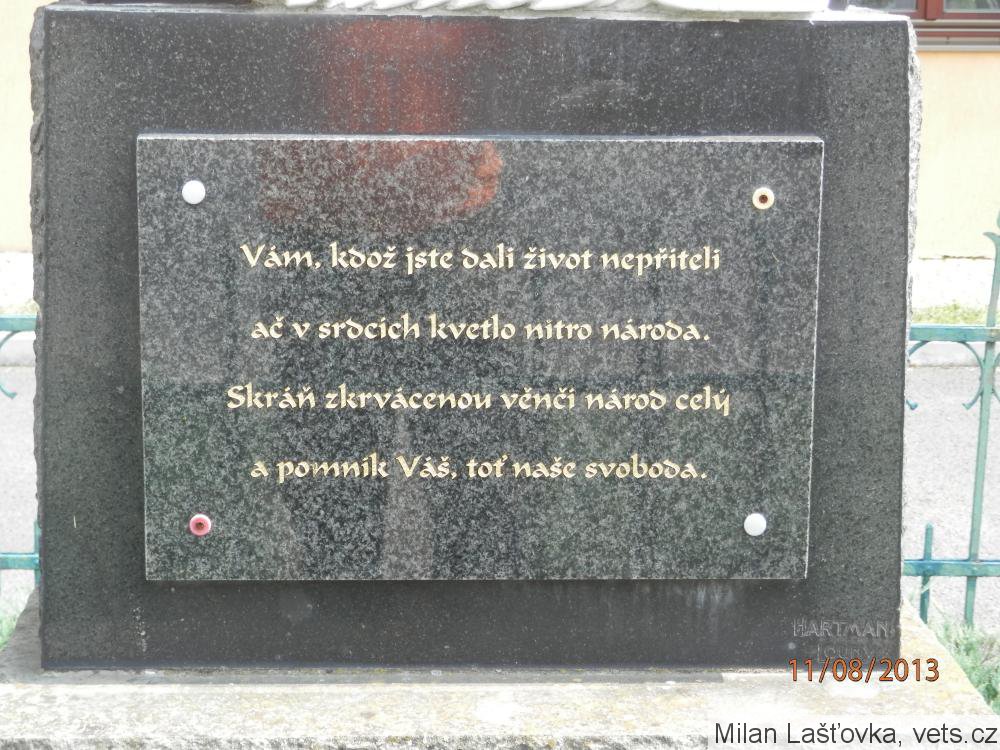 Vám, kdož jste dali život nepříteli
ač v srdcích kvetlo nitro národa.
Skráň zkrvácenou věnčí národ celý
a pomník Váš, toť naše svoboda.
HARTMAN
11/08/2013
Milan Lašťovka, vets.cz